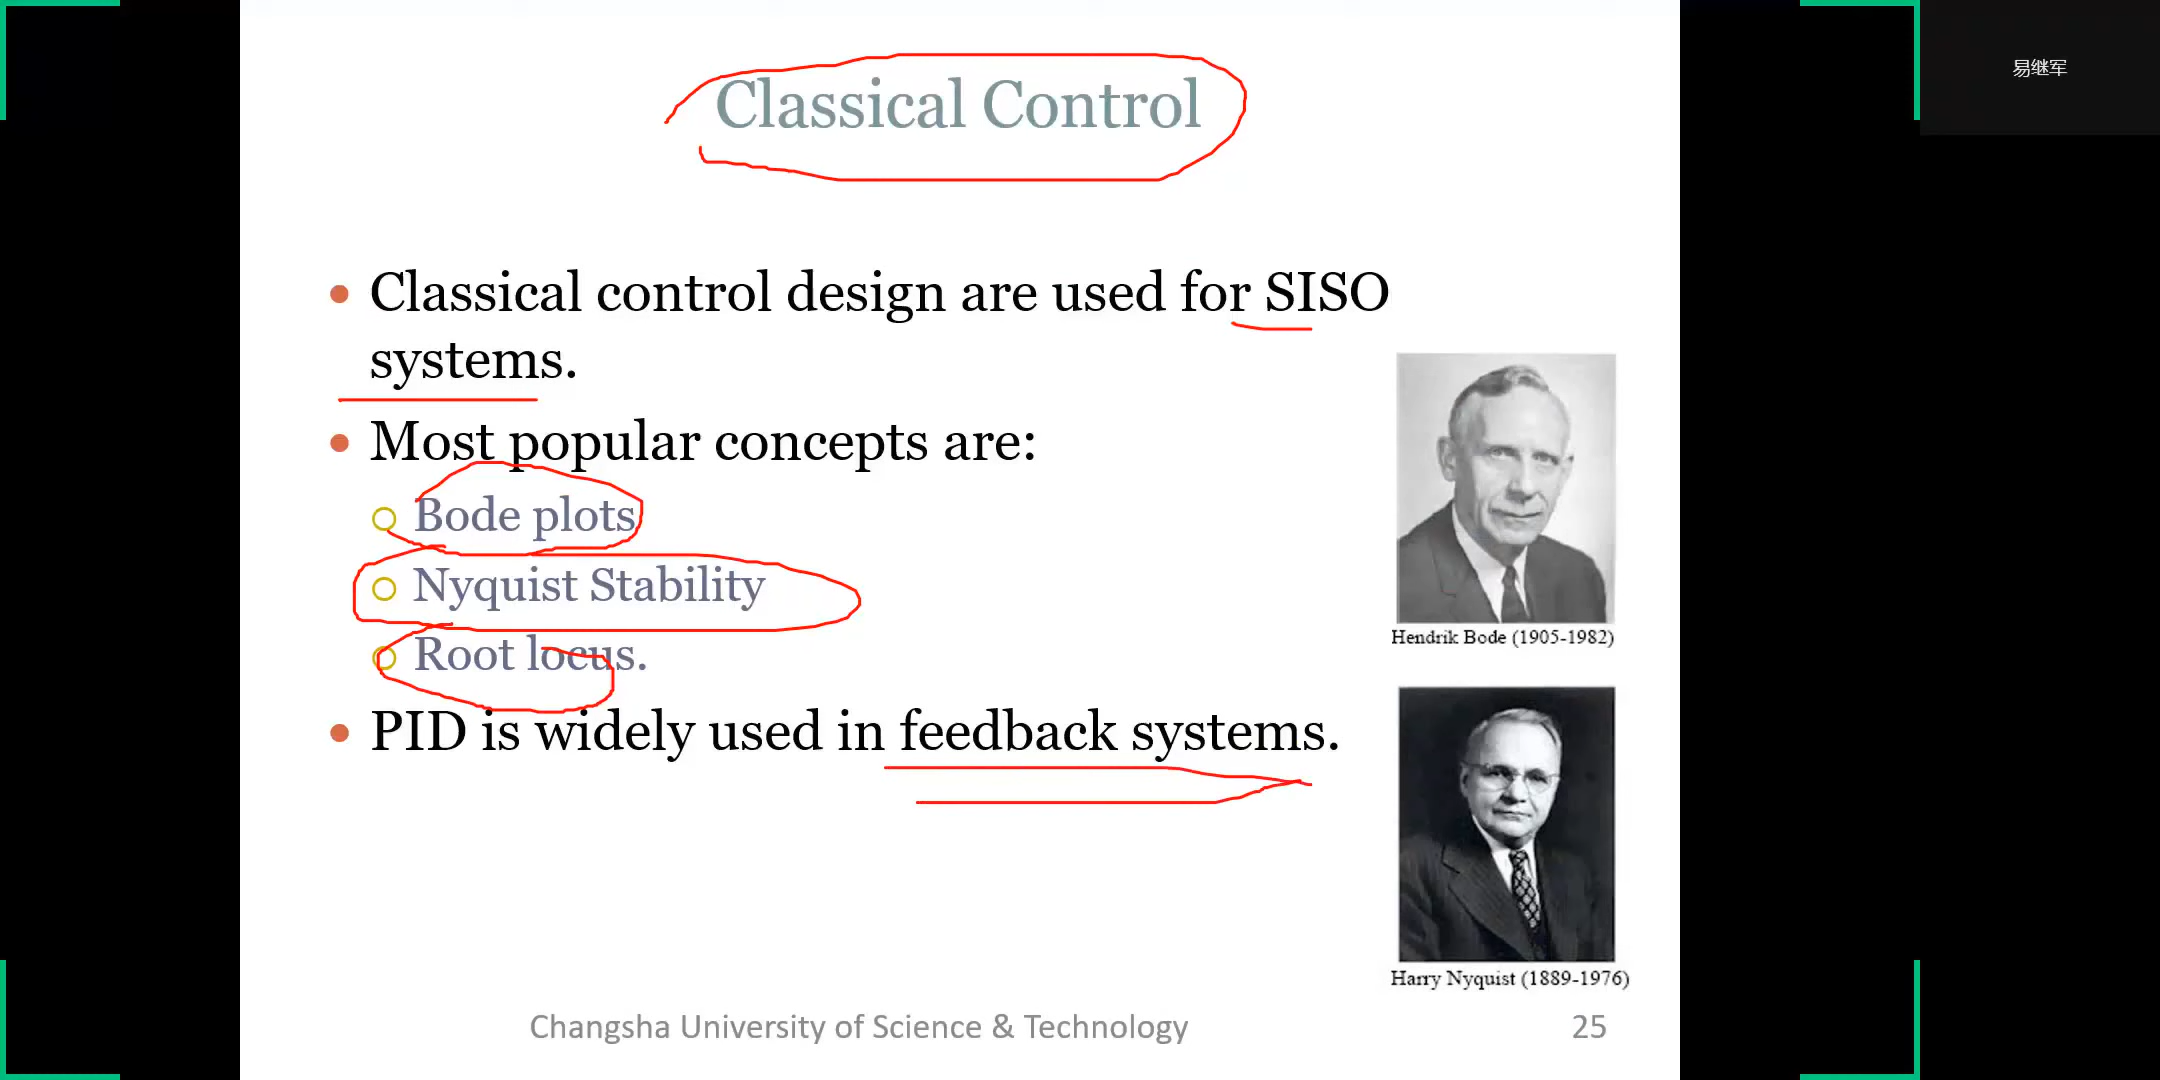 易继军
Classical Control
Classical control design are used for SISO
systems.
Most popular concepts are:
Bode plots
Nyquist Stability
Root locus.
PID is widely used in feedback systems.
Hendrik Bode (1905-1982)
Harry Nyquist (1889-1976)
Changsha University of Science & Technology
25